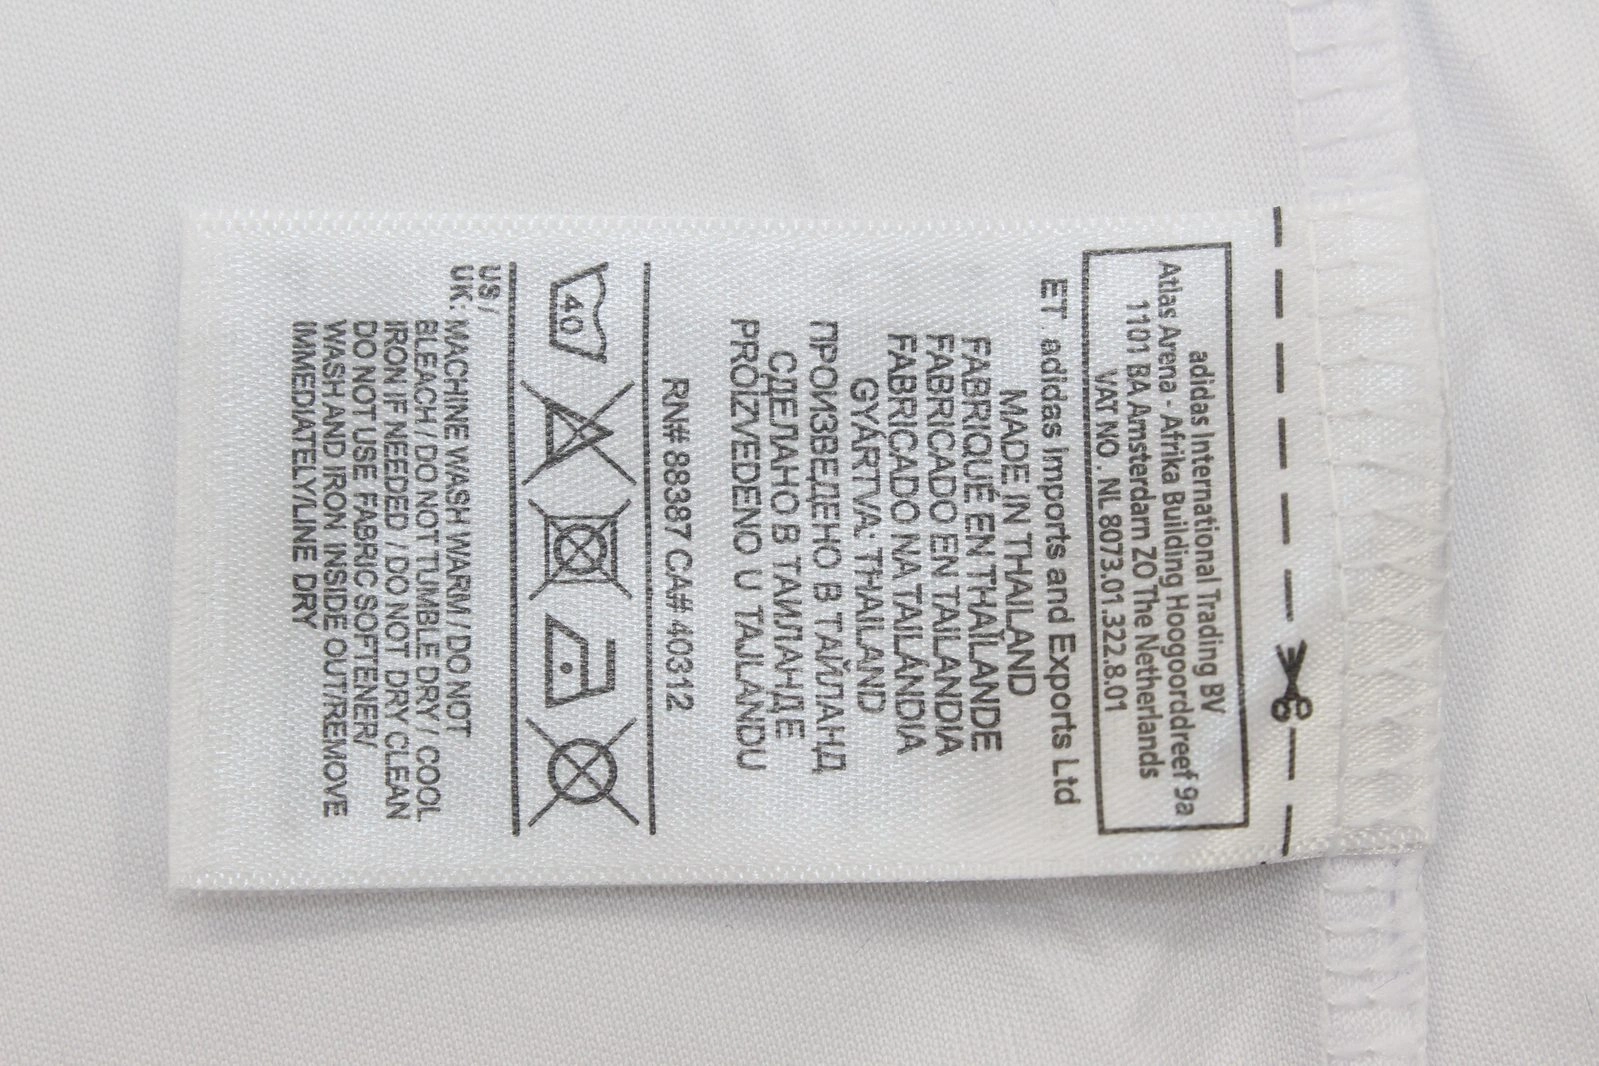 adidas International Trading BV
Atlas Arena - Afrika Building Hoogoorddreef 9a
1101 BA Amsterdam ZO The Netherlands
VAT NO. NL 8073.01.322.8.01
ET. adidas Imports and Exports Ltd
MADE IN THAILAND
FABRIQUÉ EN THAÏLANDE
FABRICADO EN TAILANDIA
FABRICADO NA TAILÁNDIA
GYÁRTVA: THAILAND
ПРОИЗВЕДЕНО В ТАЙЛАНД
СДЕЛАНО В ТАИЛАНДЕ
PROIZVEDENO U TAJLANDU
RN# 88387 CA# 40312
40
US /
UK: MACHINE WASH WARM / DO NOT
BLEACH / DO NOT TUMBLE DRY / COOL
IRON IF NEEDED / DO NOT DRY CLEAN
DO NOT USE FABRIC SOFTENER/
WASH AND IRON INSIDE OUT/REMOVE
IMMEDIATELY/LINE DRY